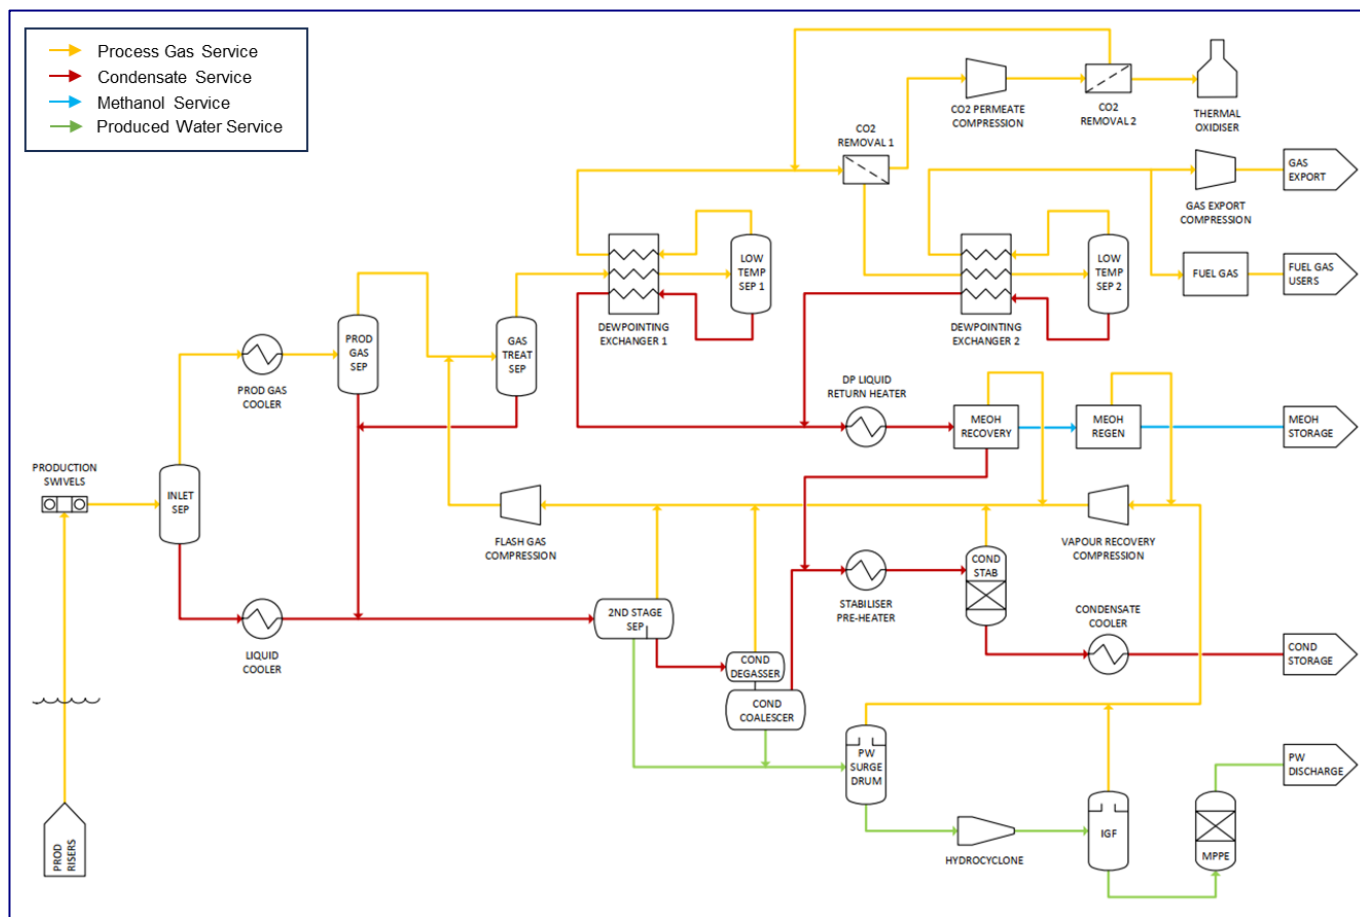 Process Gas Service
Condensate Service
Methanol Service
Produced Water Service
CO2 PERMEATE
COMPRESSION
CO2
REMOVAL 2
THERMAL
OXIDISER
CO2
REMOVAL 1
GAS
EXPORT
GAS EXPORT
COMPRESSION
LOW
TEMP
SEP 1
LOW
TEMP
SEP 2
FUEL GAS
FUEL GAS
USERS
DEWPOINTING
EXCHANGER 1
DEWPOINTING
EXCHANGER 2
PROD
GAS
SEP
GAS
TREAT
SEP
PROD GAS
COOLER
DP LIQUID
RETURN HEATER
MEOH
RECOVERY
MEOH
REGEN
MEOH
STORAGE
PRODUCTION
SWIVELS
INLET
SEP
FLASH GAS
COMPRESSION
VAPOUR RECOVERY
COMPRESSION
COND
STAB
STABILISER
PRE-HEATER
CONDENSATE
COOLER
2ND STAGE
SEP
LIQUID
COOLER
COND
DEGASSER
COND
COALESCER
COND
STORAGE
PW
SURGE
DRUM
PW
DISCHARGE
HYDROCYCLONE
IGF
MPPE
PROD
RISERS